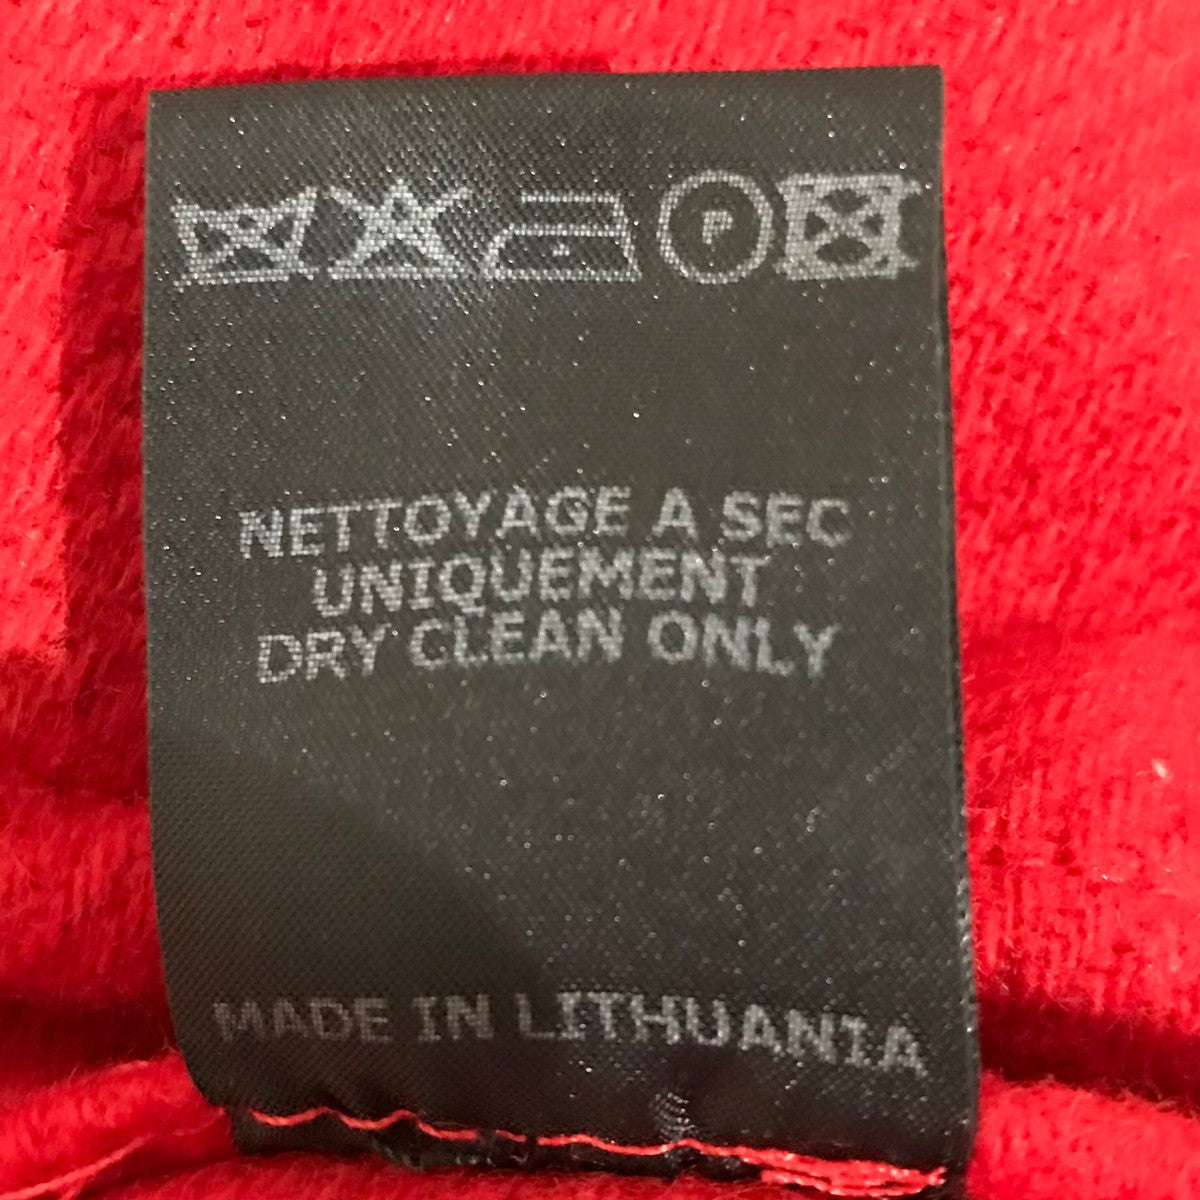 P
NETTOYAGE A SEC
UNIQUEMENT
DRY CLEAN ONLY
MADE IN LITHUANIA